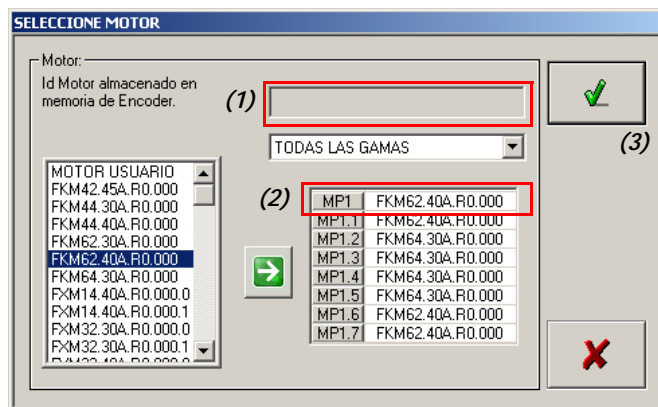 SELECCIONE MOTOR
Motor:
Id Motor almacenado en
memoria de Encoder.
(1)
TODAS LAS GAMAS
(3)
MOTOR USUARIO
FKM42.45A.R0.000
FKM44.30A.R0.000
FKM44.40A.R0.000
FKM62.30A.R0.000
FKM62.40A.R0.000
FKM64.30A.R0.000
FXM14.40A.R0.000.0
FXM14.40A.R0.000.1
FXM32.30A.R0.000.0
FXM32.30A.R0.000.1
(2)
MP1 FKM62.40A.R0.000
MP1.1 FKM62.40A.R0.000
MP1.2 FKM64.30A.R0.000
MP1.3 FKM64.30A.R0.000
MP1.4 FKM64.30A.R0.000
MP1.5 FKM64.30A.R0.000
MP1.6 FKM62.40A.R0.000
MP1.7 FKM62.40A.R0.000